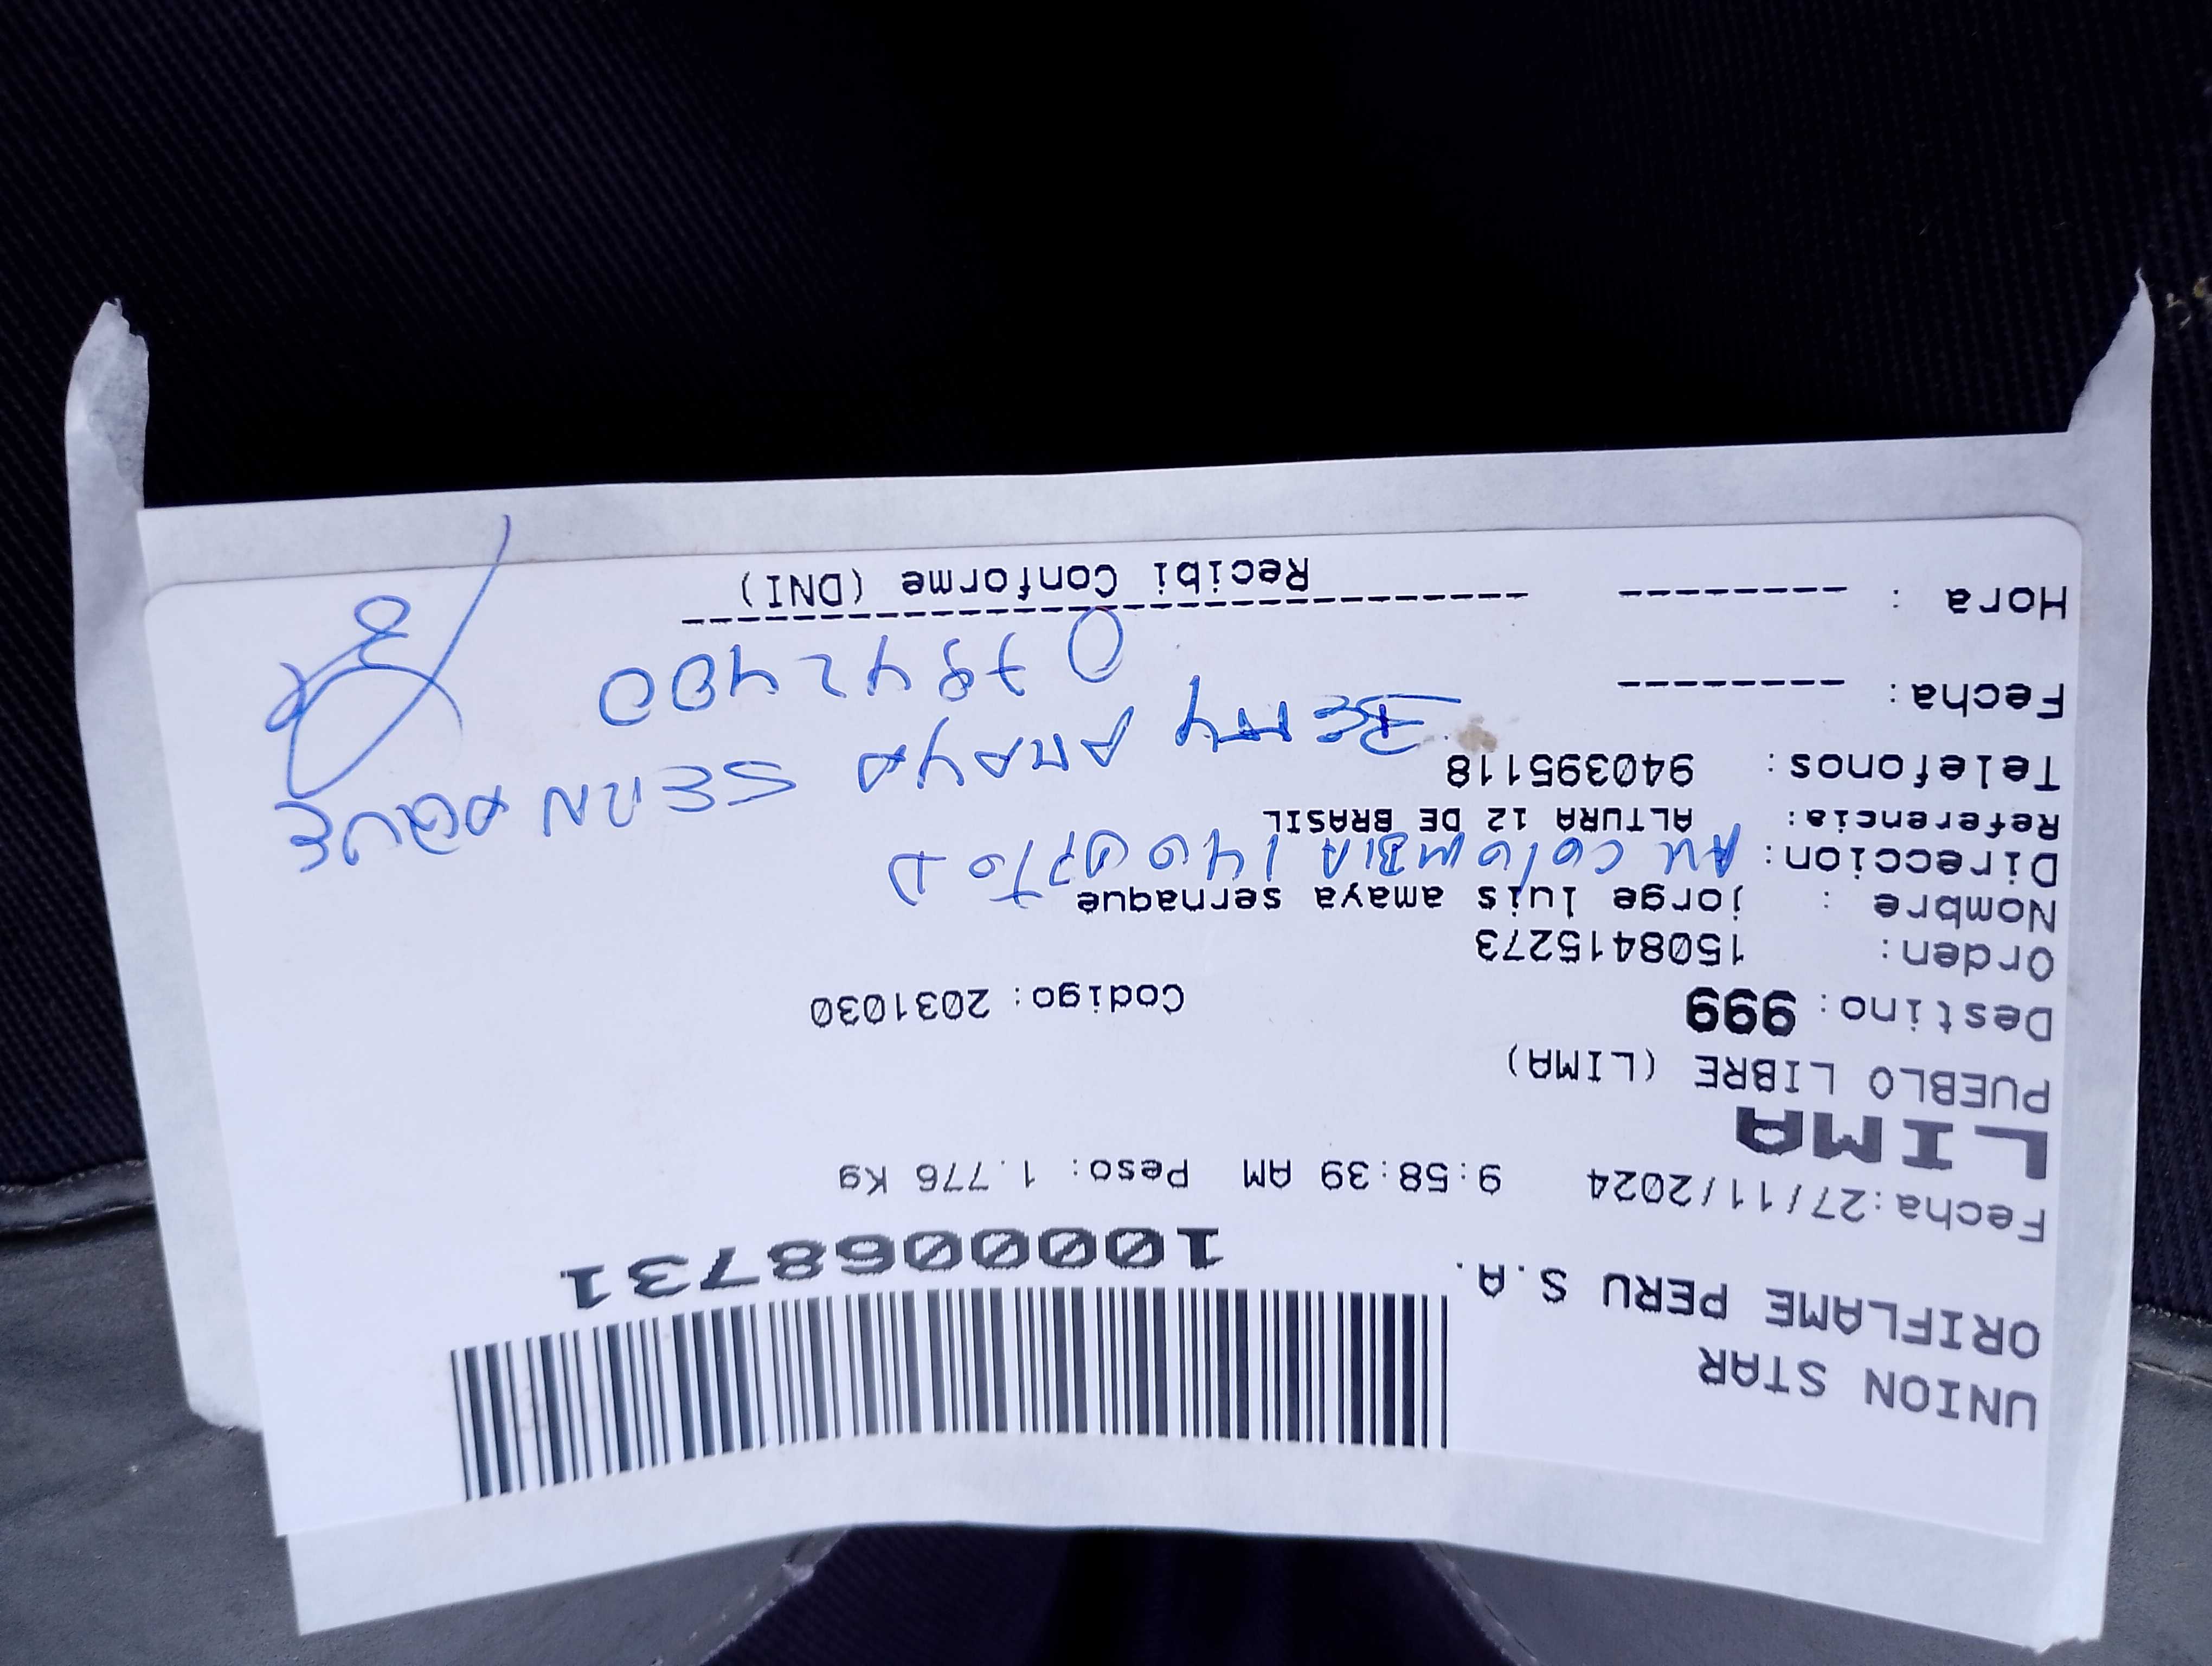 UNION STAR
ORIFLAME PERU S.A.
1000068731
Fecha:27/11/2024 9:58:39 AM Peso: 1.776 Kg
LIMA
PUEBLO LIBRE (LIMA)
Destino: 999 Codigo: 2031030
Orden: 1508415273
Nombre : jorge luis amaya sernaque
Direccion: AV COlOMBIA 140 DPTO D
Referencia: ALTURA 12 DE BRASIL
Telefonos: 940395118
BETTY AMAYA SERNAQUE
Fecha: --------
07842400
Hora : --------
Recibi Conforme (DNI)